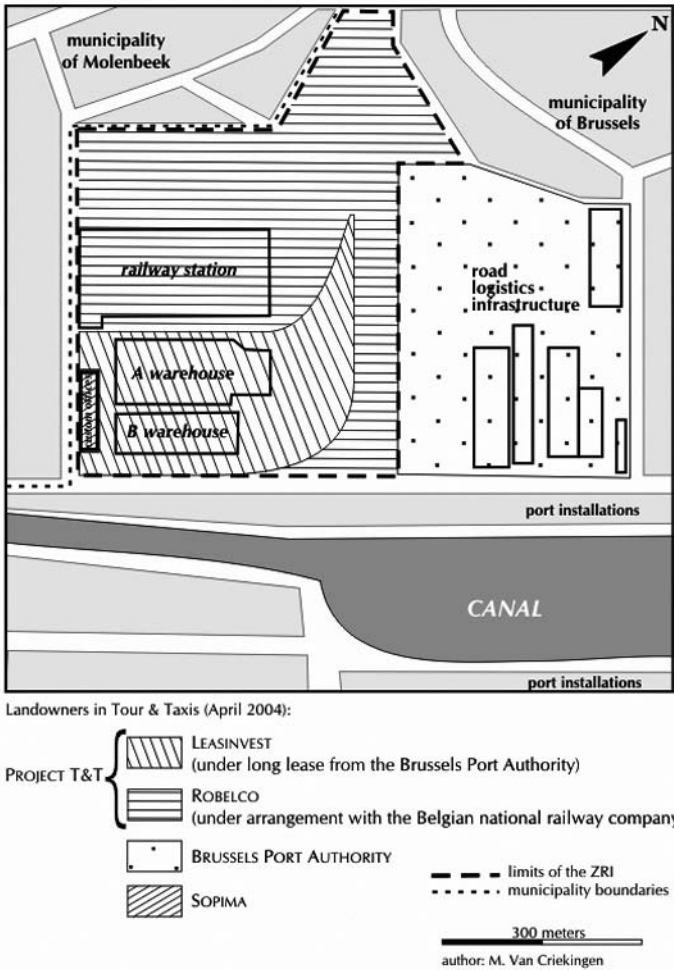 municipality
of Molenbeek
N
municipality
of Brussels
railway station
road
logistics
infrastructure
A warehouse
B warehouse
port installations
CANAL
port installations
Landowners in Tour & Taxis (April 2004):
PROJECT T&T
LEASINVEST
(under long lease from the Brussels Port Authority)
ROBELCO
(under arrangement with the Belgian national railway company
BRUSSELS PORT AUTHORITY
SOPIMA
limits of the ZRI
municipality boundaries
300 meters
author: M. Van Criekingen